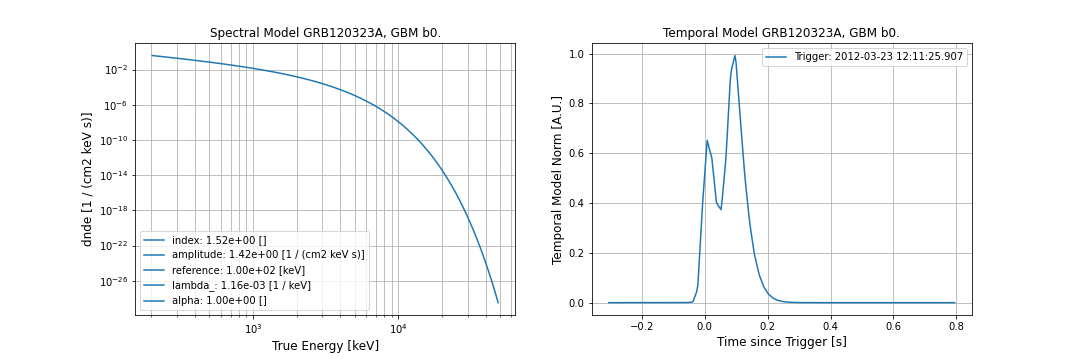 Spectral Model GRB120323A, GBM b0.
dnde [1 / (cm2 keV s)]
10⁻²
10⁻⁶
10⁻¹⁰
10⁻¹⁴
10⁻¹⁸
10⁻²²
10⁻²⁶
index: 1.52e+00 []
amplitude: 1.42e+00 [1 / (cm2 keV s)]
reference: 1.00e+02 [keV]
lambda_: 1.16e-03 [1 / keV]
alpha: 1.00e+00 []
10³ 10⁴
True Energy [keV]
Temporal Model GRB120323A, GBM b0.
Trigger: 2012-03-23 12:11:25.907
Temporal Model Norm [A.U.]
1.0
0.8
0.6
0.4
0.2
0.0
−0.2 0.0 0.2 0.4 0.6 0.8
Time since Trigger [s]